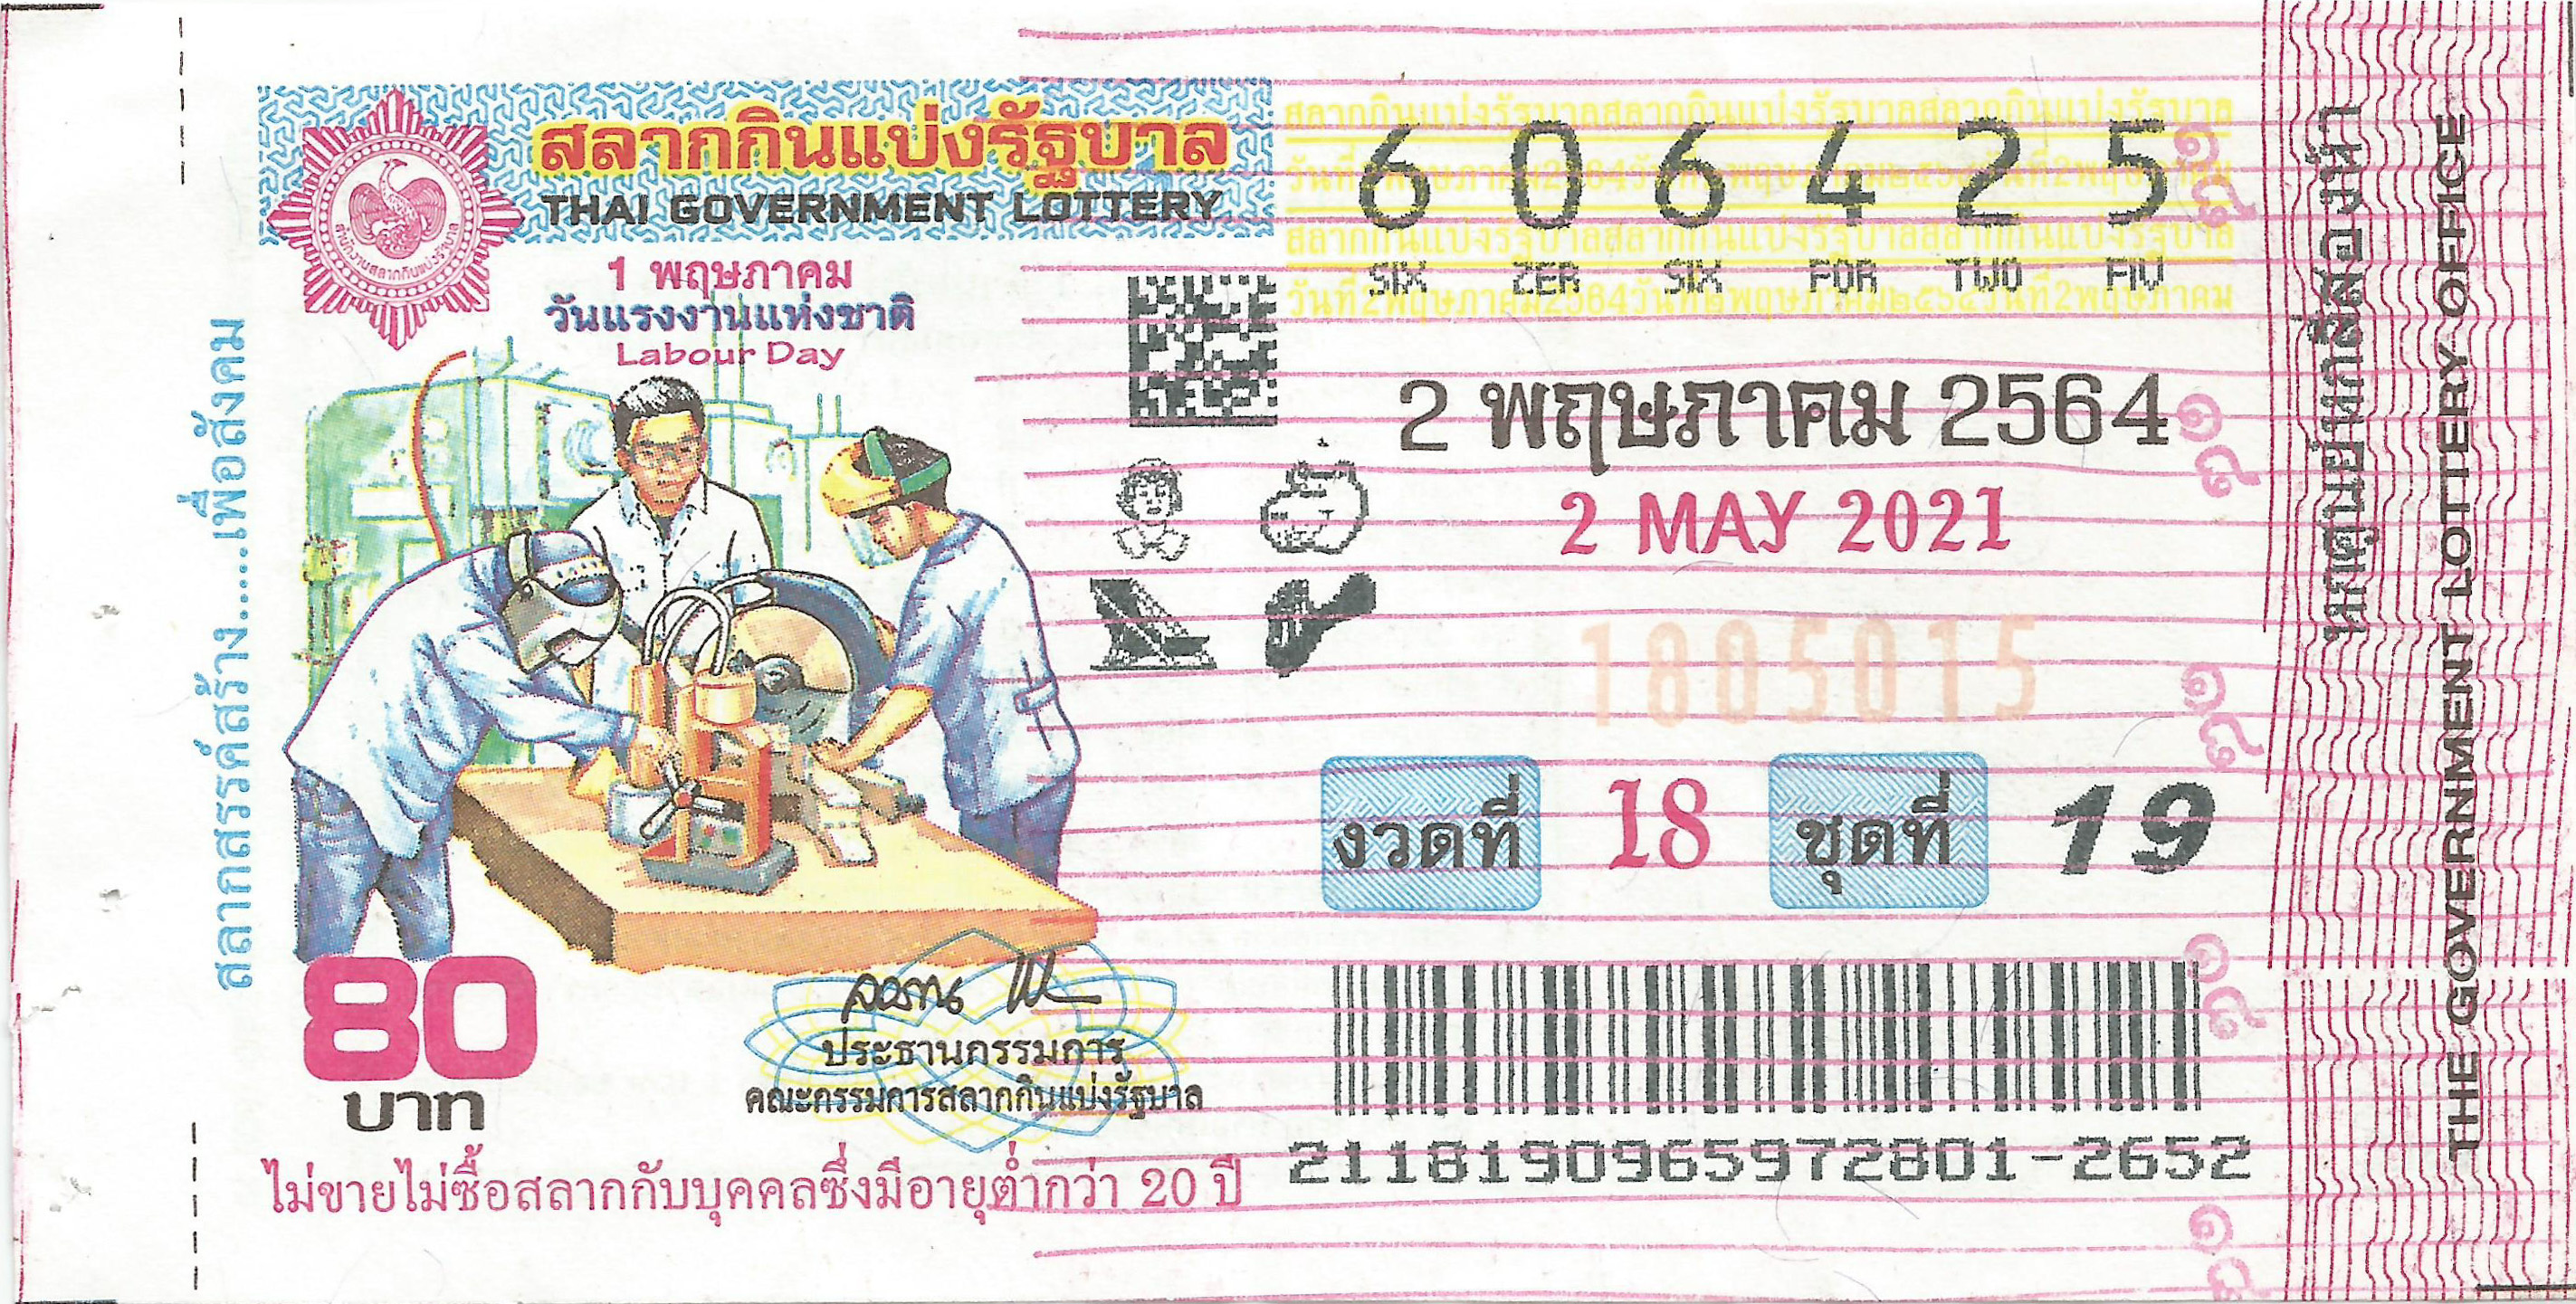 สลากกินแบ่งรัฐบาล
THAI GOVERNMENT LOTTERY
สำนักงานสลากกินแบ่งรัฐบาล
1 พฤษภาคม
วันแรงงานแห่งชาติ
Labour Day
สลากสรรค์สร้าง.....เพื่อสังคม
80
บาท
ประธานกรรมการ
คณะกรรมการสลากกินแบ่งรัฐบาล
ไม่ขายไม่ซื้อสลากกับบุคคลซึ่งมีอายุต่ำกว่า 20 ปี
สลากกินแบ่งรัฐบาลสลากกินแบ่งรัฐบาลสลากกินแบ่งรัฐบาล
วันที่2พฤษภาคม2564วันที่๒พฤษภาคม๒๕๖๔วันที่2พฤษภาคม
สลากกินแบ่งรัฐบาลสลากกินแบ่งรัฐบาลสลากกินแบ่งรัฐบาล
วันที่2พฤษภาคม2564วันที่๒พฤษภาคม๒๕๖๔วันที่2พฤษภาคม
6 0 6 4 2 5
SIX ZER SIX FOR TWO FIV
2 พฤษภาคม 2564
2 MAY 2021
1805015
งวดที่ 18 ชุดที่ 19
2118190965972801-2652
๑๘
๑๘
๑๘
๑๘
๑๘
หกศูนย์หกสี่สองห้า
THE GOVERNMENT LOTTERY OFFICE